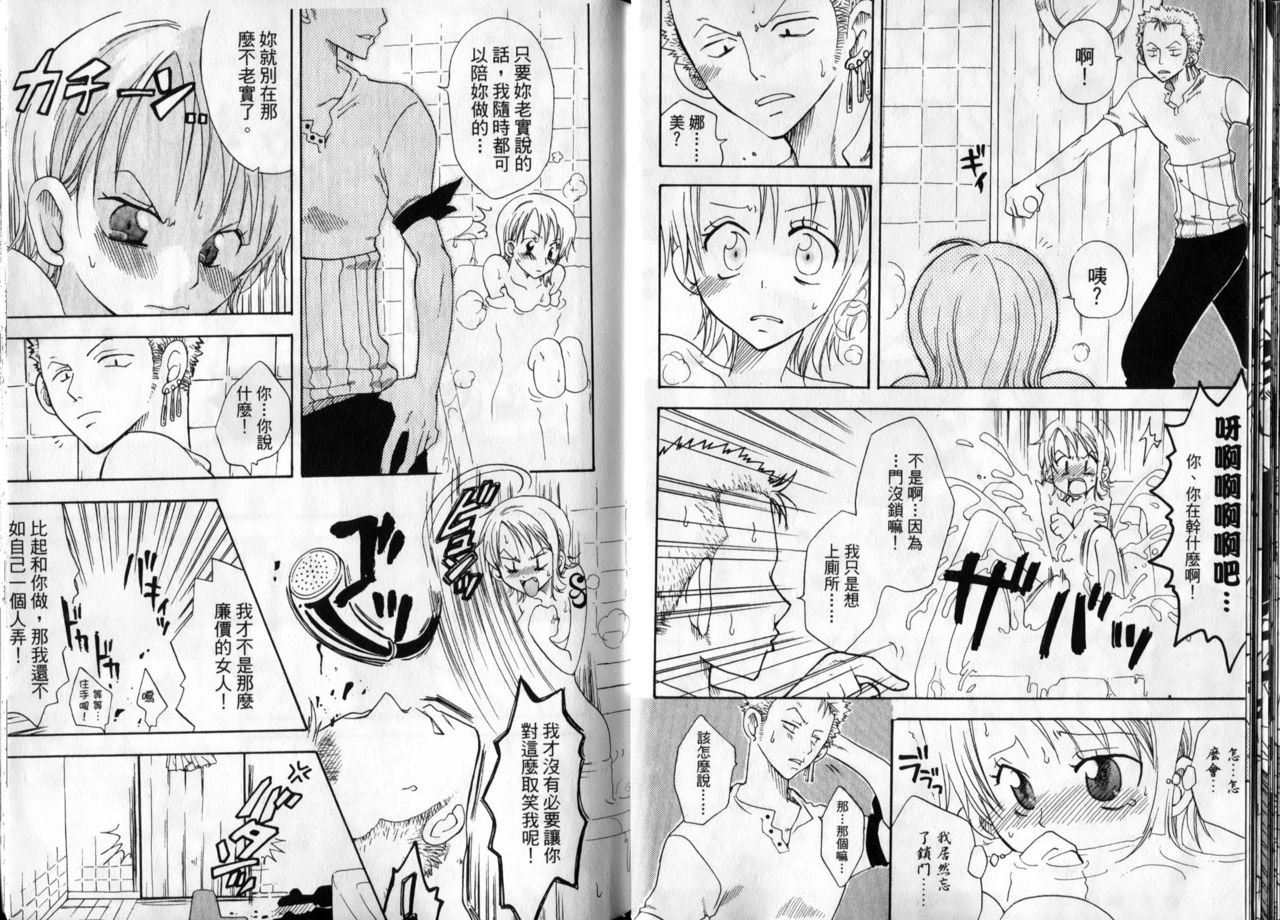 啊！
ギィ
咦？
娜
美？
呀啊啊啊啊吧…
你、你在幹什麼啊！
ザバッ
不是啊…因為
門沒鎖嘛！
我只是想
上廁所……
怎…怎
麼會…
ブブッ
我居然忘
了鎖門……
那…那個嘛…
該怎麼說……
只要妳老實說的
話，我隨時都可
以陪妳做的…
妳就別在那
麼不老實了。
カチーン…
你…你說
什麼！
我才沒有必要讓你
對這麼取笑我呢！
我才不是那麼
廉價的女人！
比起和你做，那我還不
如自己一個人弄！
ドカ
ドカ
嗚
等等…
住手啦！
バタン